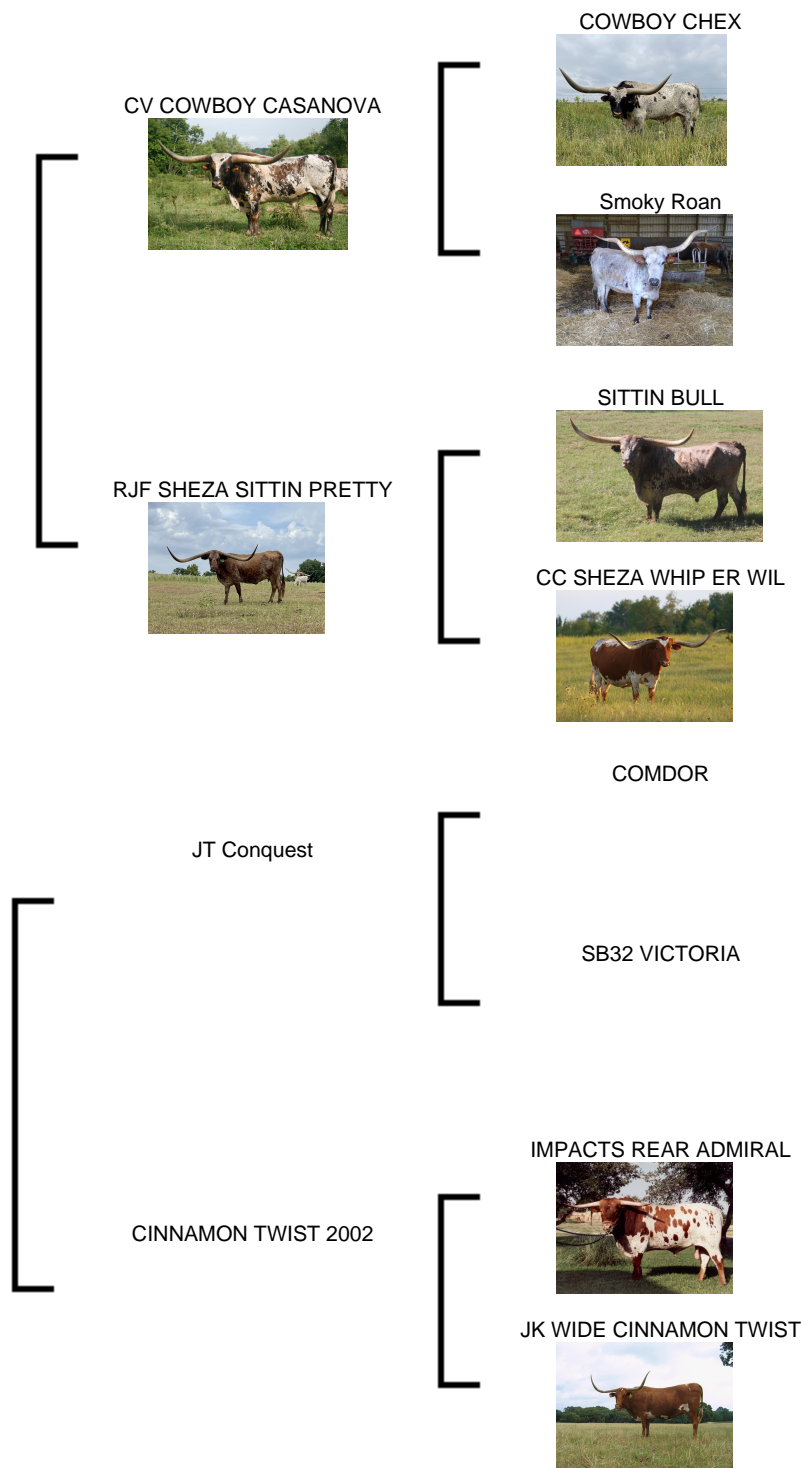 COWBOY CHEX
CV COWBOY CASANOVA
Smoky Roan
SITTIN BULL
RJF SHEZA SITTIN PRETTY
CC SHEZA WHIP ER WIL
COMDOR
JT Conquest
SB32 VICTORIA
IMPACTS REAR ADMIRAL
CINNAMON TWIST 2002
JK WIDE CINNAMON TWIST